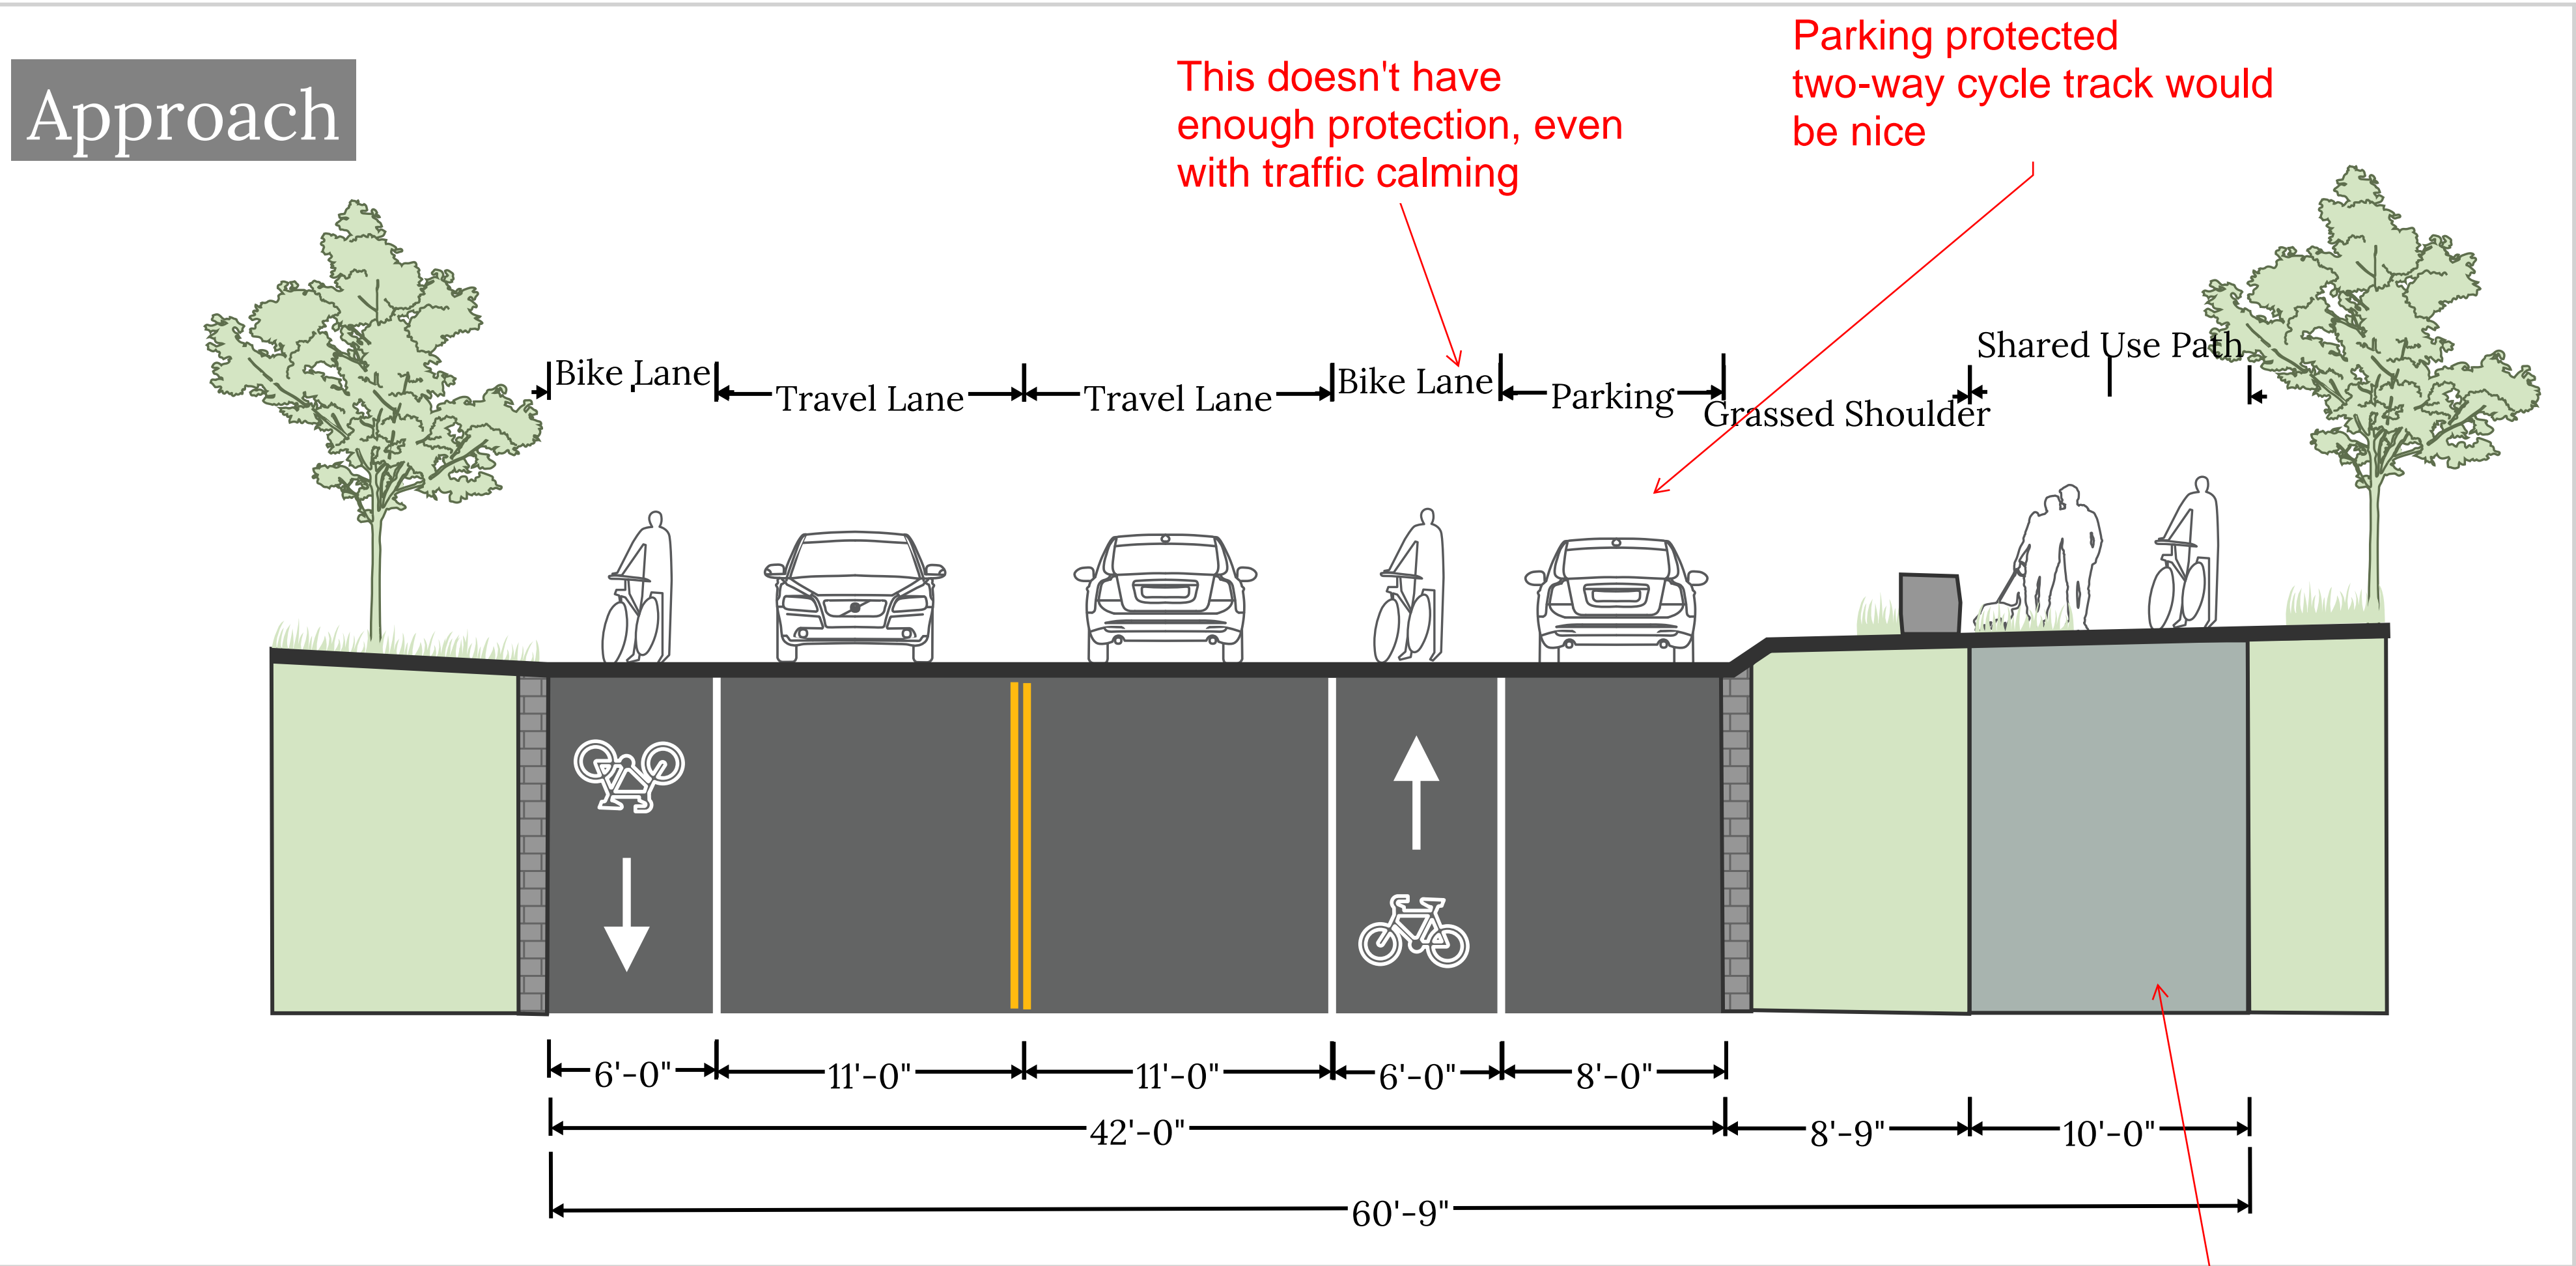 Approach
This doesn't have
enough protection, even
with traffic calming
Parking protected
two-way cycle track would
be nice
Bike Lane
Travel Lane
Travel Lane
Bike Lane
Parking
Grassed Shoulder
Shared Use Path
6'-0"
11'-0"
11'-0"
6'-0"
8'-0"
42'-0"
8'-9"
10'-0"
60'-9"